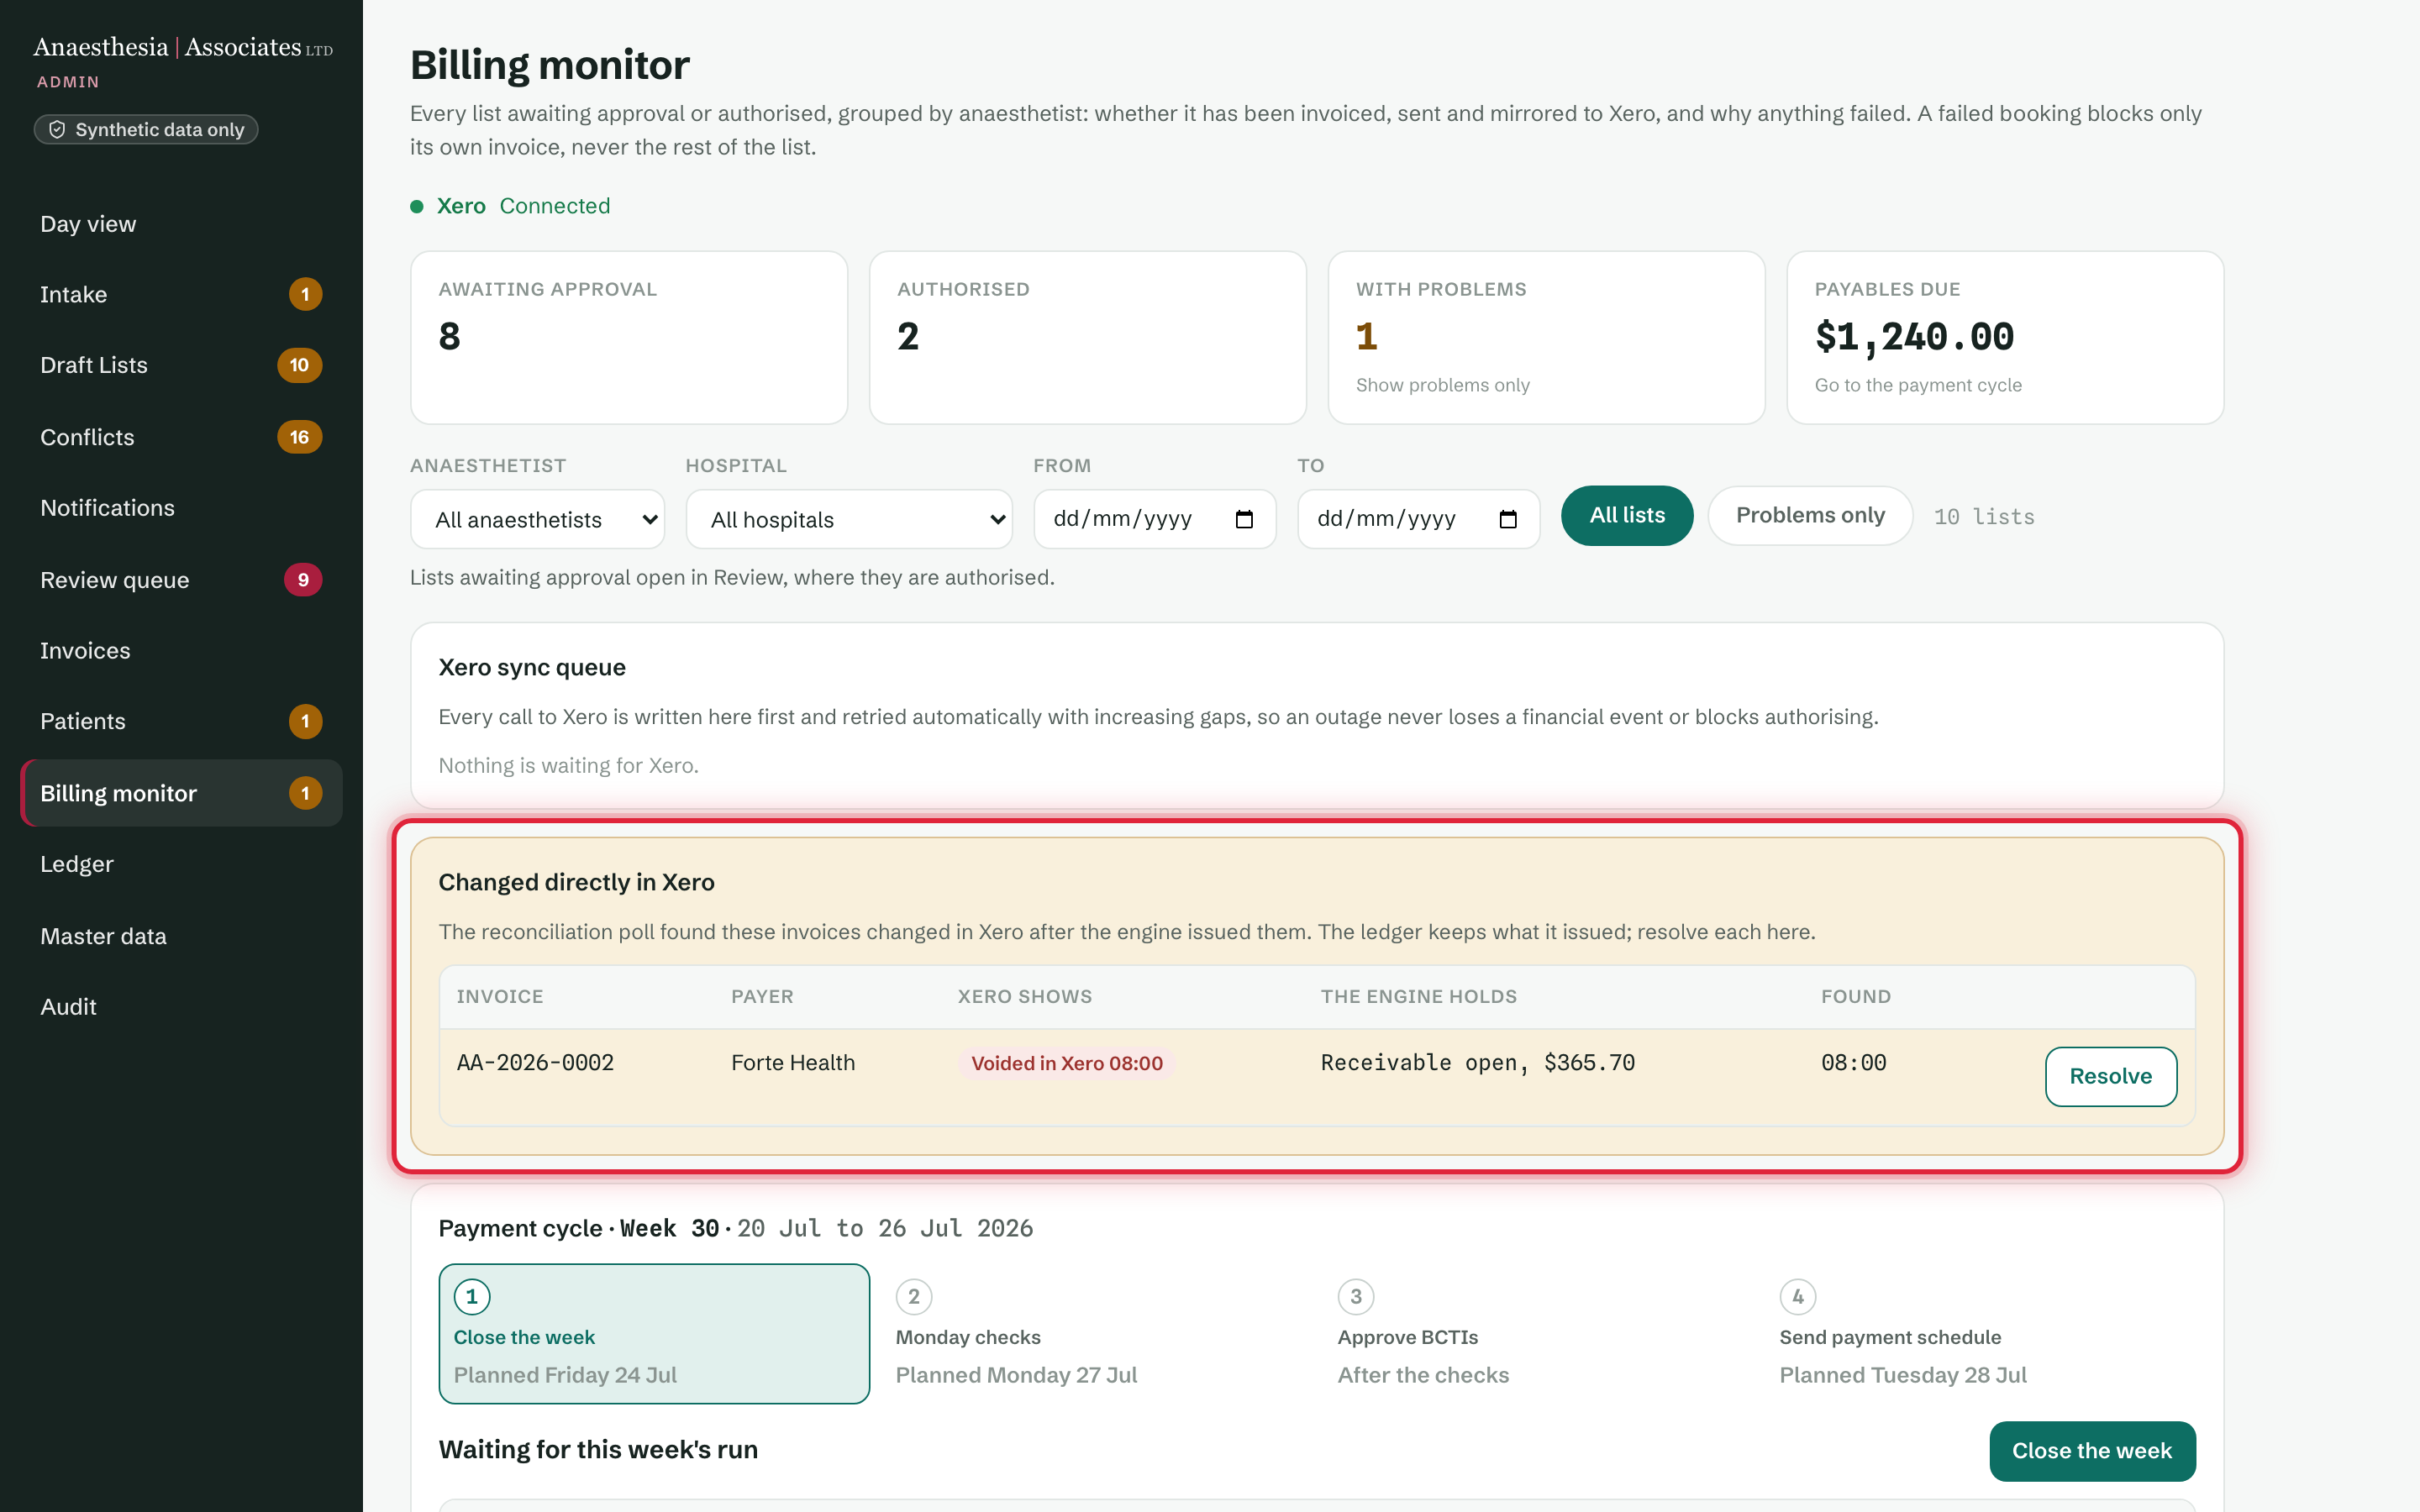 Anaesthesia | Associates LTD
ADMIN
Synthetic data only
Day view
Intake 1
Draft Lists 10
Conflicts 16
Notifications
Review queue 9
Invoices
Patients 1
Billing monitor 1
Ledger
Master data
Audit
Billing monitor
Every list awaiting approval or authorised, grouped by anaesthetist: whether it has been invoiced, sent and mirrored to Xero, and why anything failed. A failed booking blocks only
its own invoice, never the rest of the list.
Xero Connected
AWAITING APPROVAL
8
AUTHORISED
2
WITH PROBLEMS
1
Show problems only
PAYABLES DUE
$1,240.00
Go to the payment cycle
ANAESTHETIST HOSPITAL FROM TO
All anaesthetists All hospitals dd/mm/yyyy dd/mm/yyyy All lists Problems only 10 lists
Lists awaiting approval open in Review, where they are authorised.
Xero sync queue
Every call to Xero is written here first and retried automatically with increasing gaps, so an outage never loses a financial event or blocks authorising.
Nothing is waiting for Xero.
Changed directly in Xero
The reconciliation poll found these invoices changed in Xero after the engine issued them. The ledger keeps what it issued; resolve each here.
INVOICE PAYER XERO SHOWS THE ENGINE HOLDS FOUND
AA-2026-0002 Forte Health Voided in Xero 08:00 Receivable open, $365.70 08:00 Resolve
Payment cycle · Week 30 · 20 Jul to 26 Jul 2026
1
Close the week
Planned Friday 24 Jul
2
Monday checks
Planned Monday 27 Jul
3
Approve BCTIs
After the checks
4
Send payment schedule
Planned Tuesday 28 Jul
Waiting for this week's run Close the week